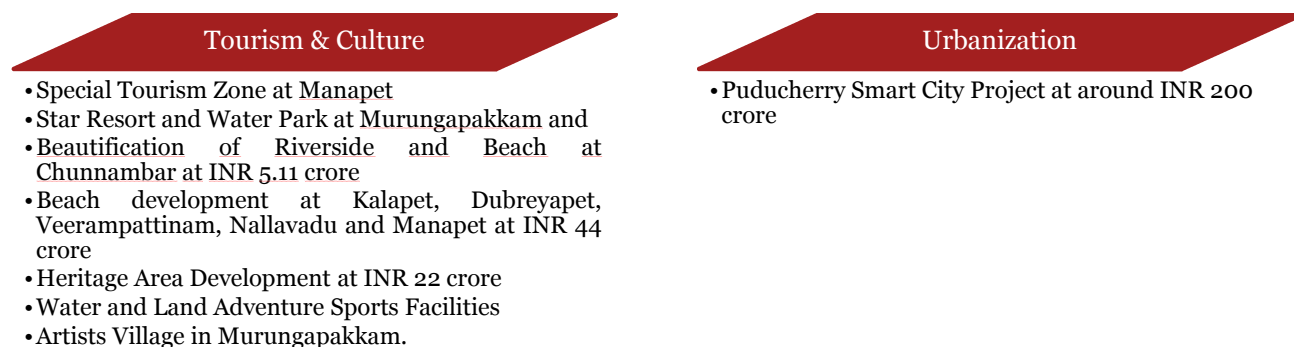 Tourism & Culture
•Special Tourism Zone at Manapet
•Star Resort and Water Park at Murungapakkam and
•Beautification of Riverside and Beach at
Chunnambar at INR 5.11 crore
•Beach development at Kalapet, Dubreyapet,
Veerampattinam, Nallavadu and Manapet at INR 44
crore
•Heritage Area Development at INR 22 crore
•Water and Land Adventure Sports Facilities
•Artists Village in Murungapakkam.
Urbanization
•Puducherry Smart City Project at around INR 200
crore